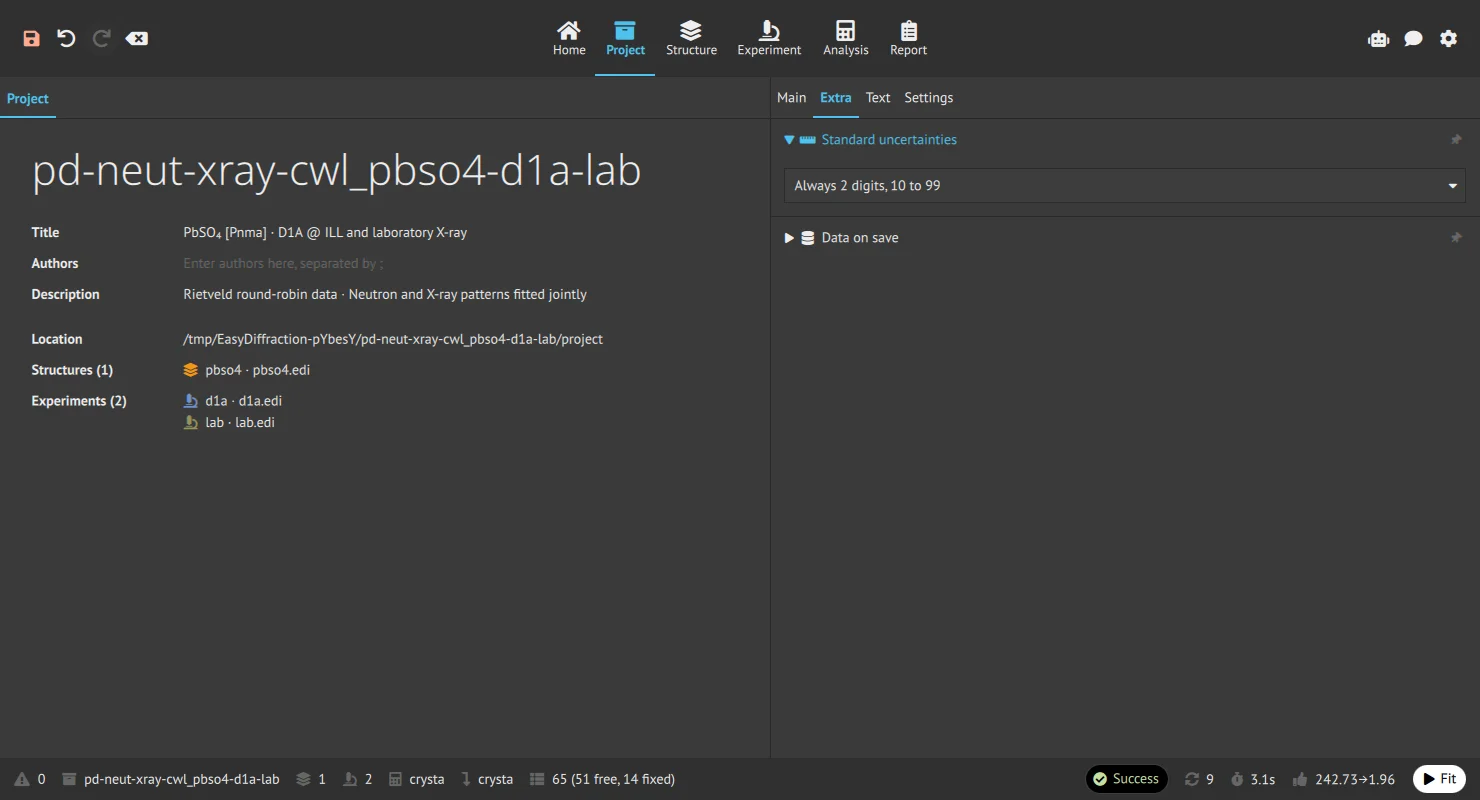 Home
Project
Structure
Experiment
Analysis
Report
Project
Main
Extra
Text
Settings
pd-neut-xray-cwl_pbso4-d1a-lab
Title
PbSO₄ [Pnma] · D1A @ ILL and laboratory X-ray
Authors
Enter authors here, separated by ;
Description
Rietveld round-robin data · Neutron and X-ray patterns fitted jointly
Location
/tmp/EasyDiffraction-pYbesY/pd-neut-xray-cwl_pbso4-d1a-lab/project
Structures (1)
pbso4 · pbso4.edi
Experiments (2)
d1a · d1a.edi
lab · lab.edi
Standard uncertainties
Always 2 digits, 10 to 99
Data on save
0
pd-neut-xray-cwl_pbso4-d1a-lab
1
2
crysta
crysta
65 (51 free, 14 fixed)
Success
9
3.1s
242.73→1.96
Fit